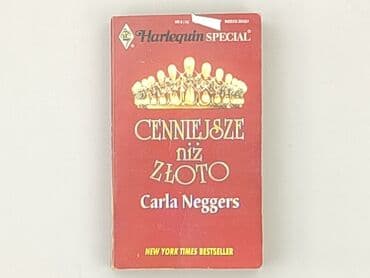 Harlequin SPECIAL
CENNIEJSZE
niż
ZŁOTO
Carla Neggers
NEW YORK TIMES BESTSELLER